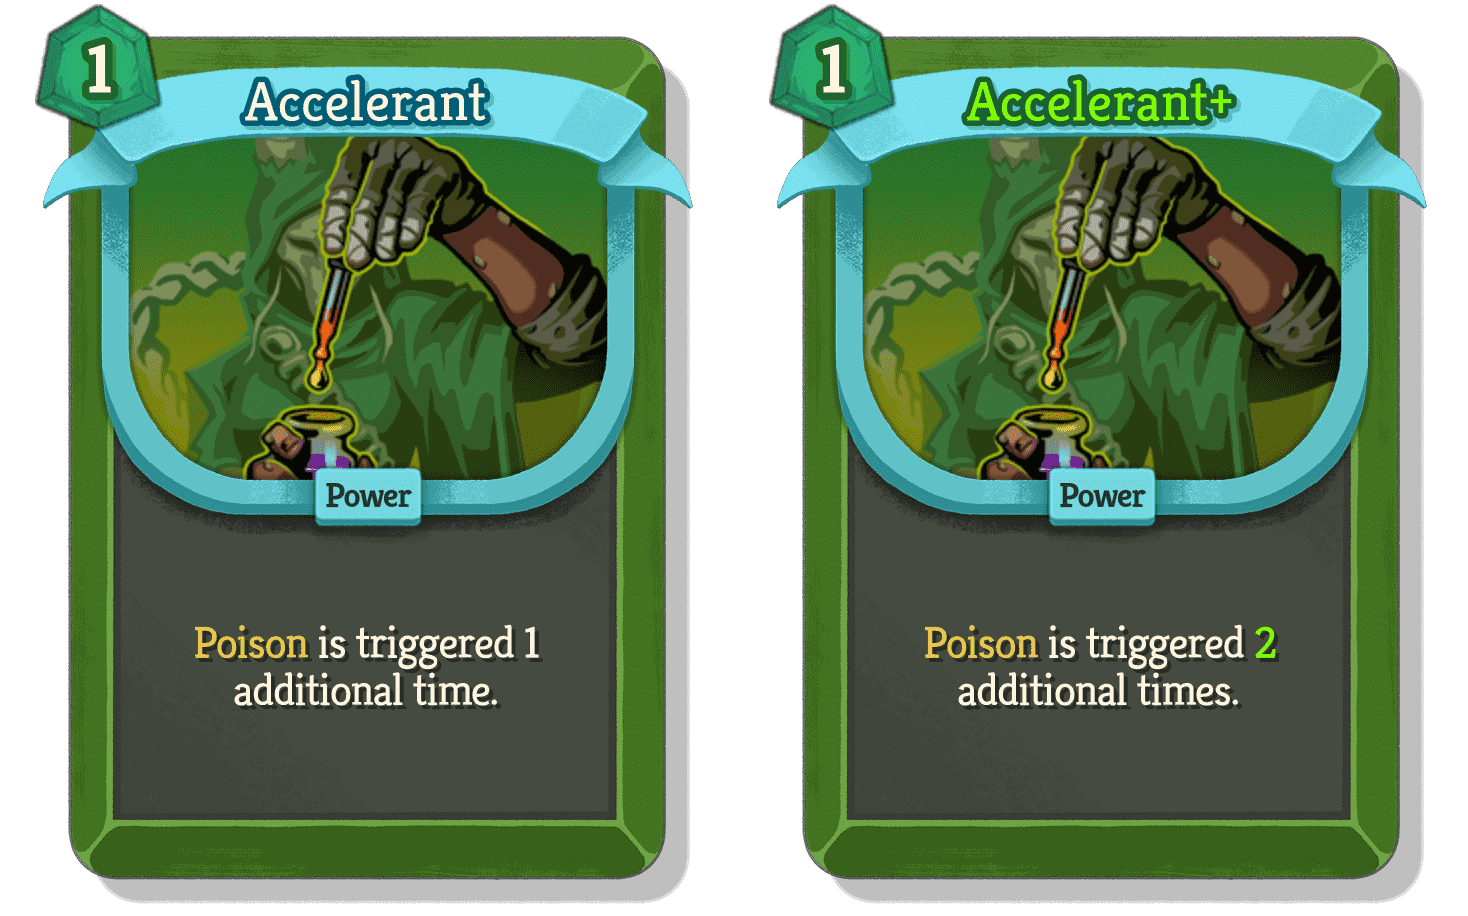 1
Accelerant
Power
Poison is triggered 1
additional time.
1
Accelerant+
Power
Poison is triggered 2
additional times.